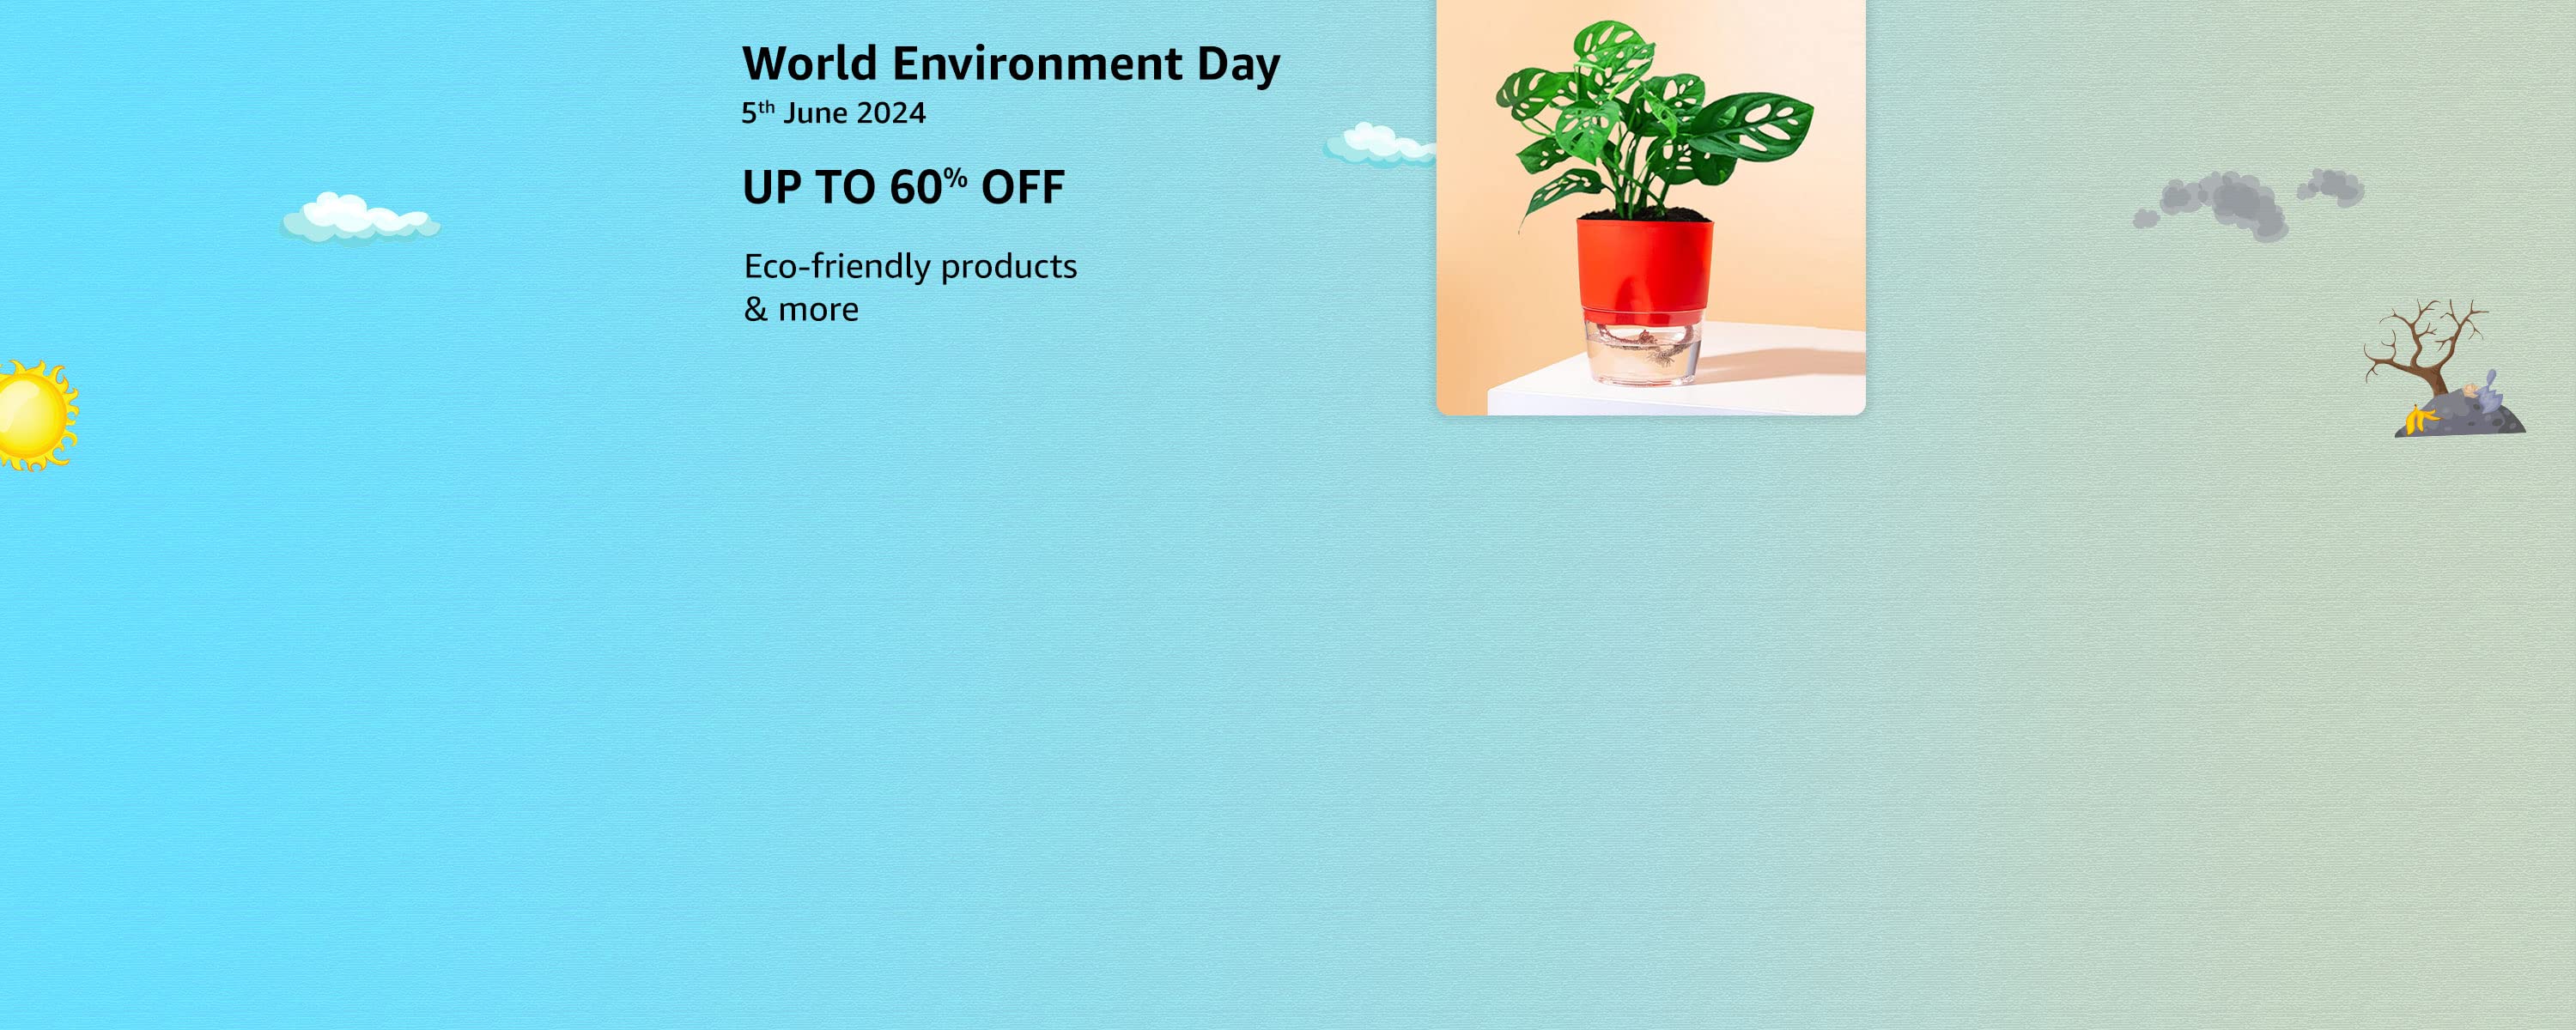 World Environment Day
5th June 2024
UP TO 60% OFF
Eco-friendly products
& more